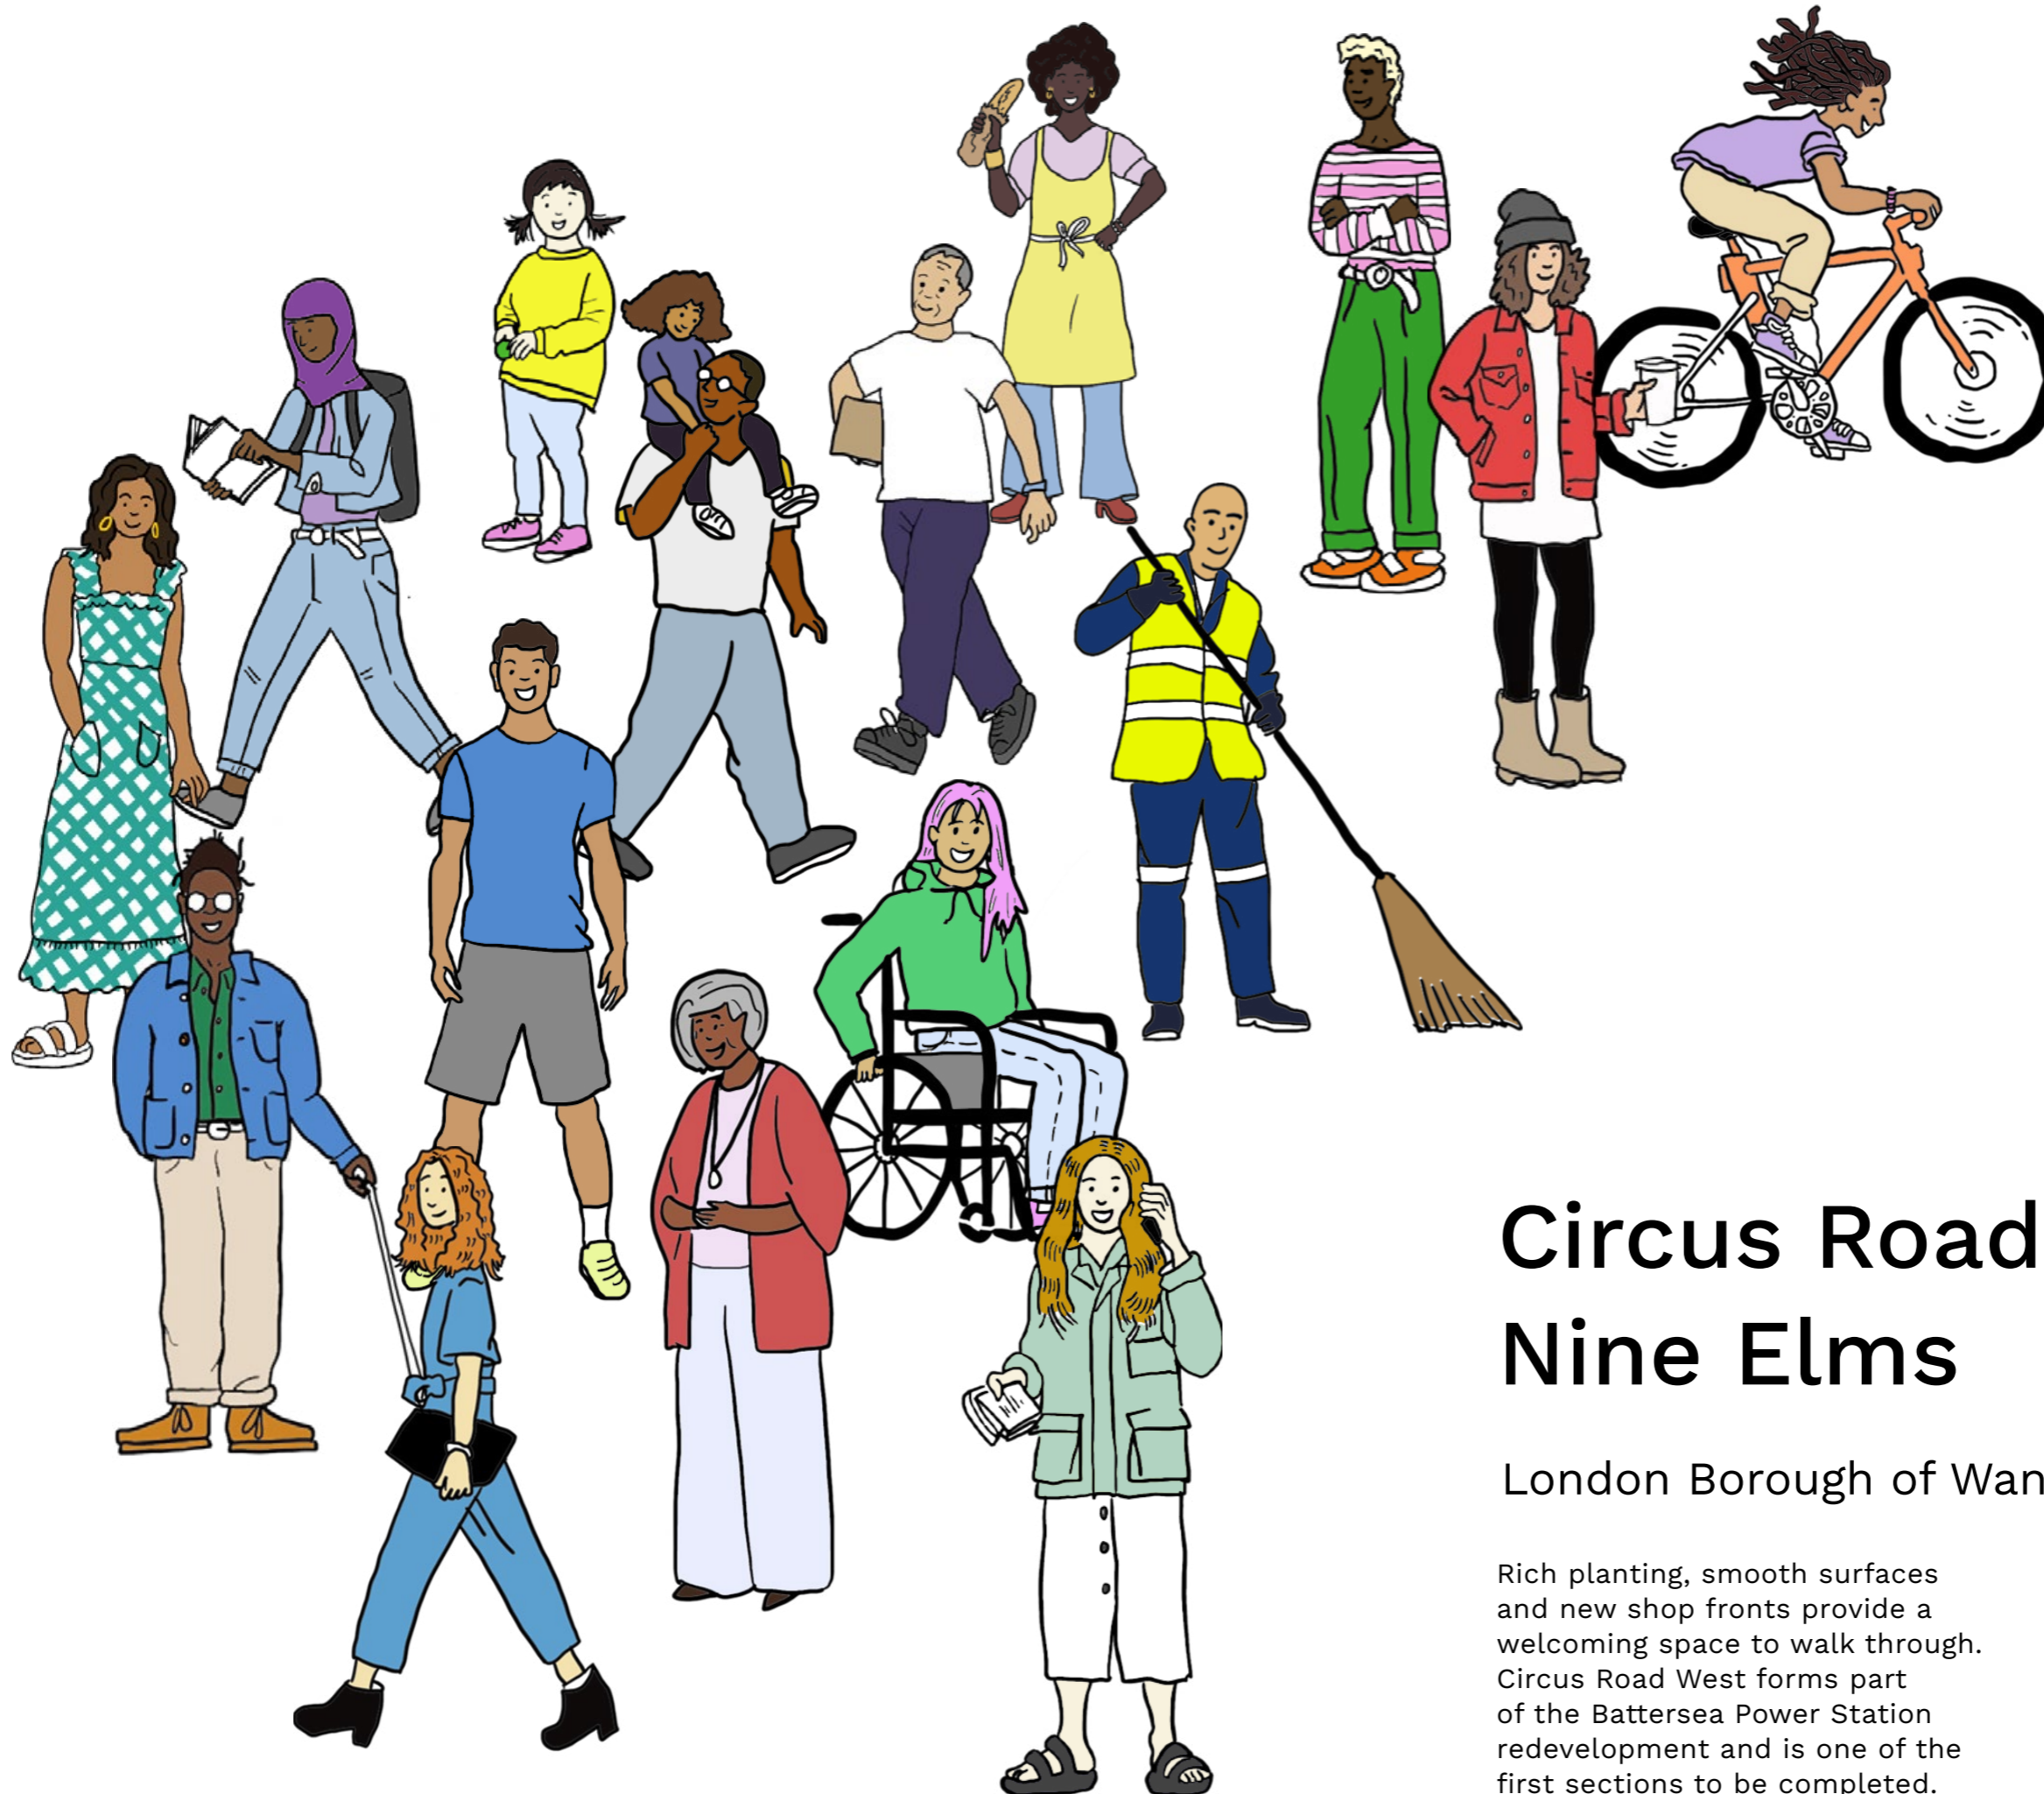 Circus Road
Nine Elms
London Borough of Wan
Rich planting, smooth surfaces
and new shop fronts provide a
welcoming space to walk through.
Circus Road West forms part
of the Battersea Power Station
redevelopment and is one of the
first sections to be completed.